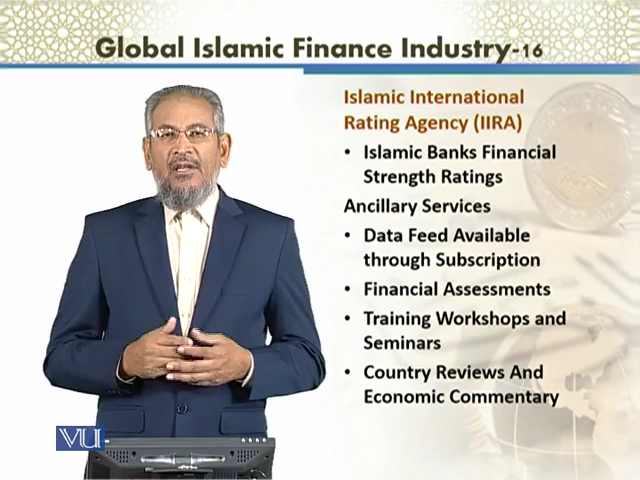 Global Islamic Finance Industry-16
Islamic International
Rating Agency (IIRA)
• Islamic Banks Financial
Strength Ratings
Ancillary Services
• Data Feed Available
through Subscription
• Financial Assessments
• Training Workshops and
Seminars
• Country Reviews And
Economic Commentary
VU